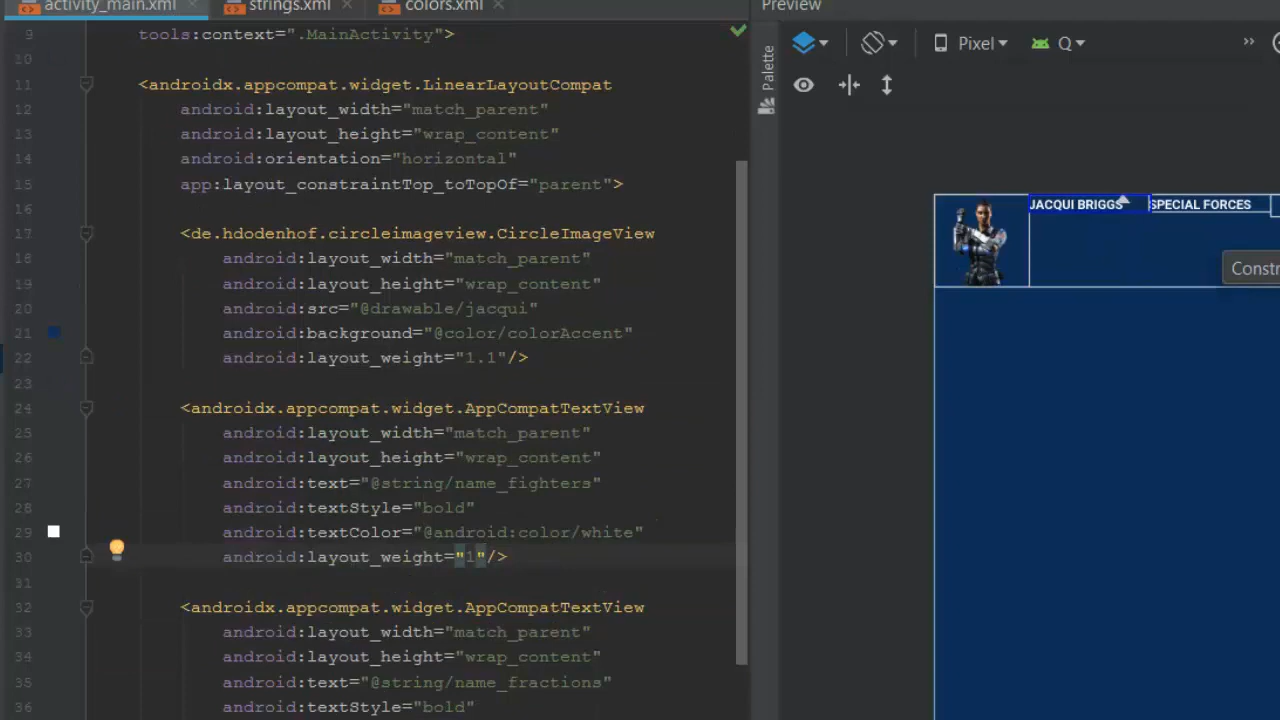 activity_main.xml
strings.xml
colors.xml
Preview
9 tools:context=".MainActivity">
10
11 <androidx.appcompat.widget.LinearLayoutCompat
12 android:layout_width="match_parent"
13 android:layout_height="wrap_content"
14 android:orientation="horizontal"
15 app:layout_constraintTop_toTopOf="parent">
16
17 <de.hdodenhof.circleimageview.CircleImageView
18 android:layout_width="match_parent"
19 android:layout_height="wrap_content"
20 android:src="@drawable/jacqui"
21 android:background="@color/colorAccent"
22 android:layout_weight="1.1"/>
23
24 <androidx.appcompat.widget.AppCompatTextView
25 android:layout_width="match_parent"
26 android:layout_height="wrap_content"
27 android:text="@string/name_fighters"
28 android:textStyle="bold"
29 android:textColor="@android:color/white"
30 android:layout_weight="1"/>
31
32 <androidx.appcompat.widget.AppCompatTextView
33 android:layout_width="match_parent"
34 android:layout_height="wrap_content"
35 android:text="@string/name_fractions"
36 android:textStyle="bold"
Palette
Pixel
Q
JACQUI BRIGGS
SPECIAL FORCES
Constr